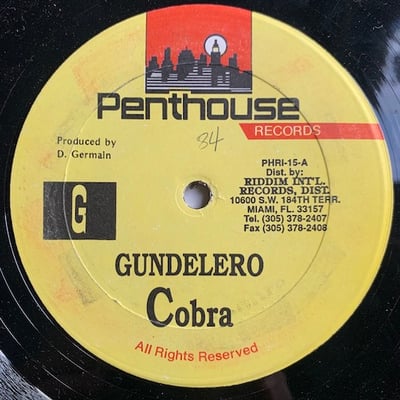 Penthouse
RECORDS
Produced by
D. Germain
34
PHRI-15-A
Dist. by:
RIDDIM INT'L.
RECORDS, DIST.
10600 S.W. 184TH TERR.
MIAMI, FL. 33157
Tel (305) 378-2407
Fax (305) 378-2408
G
GUNDELERO
Cobra
All Rights Reserved